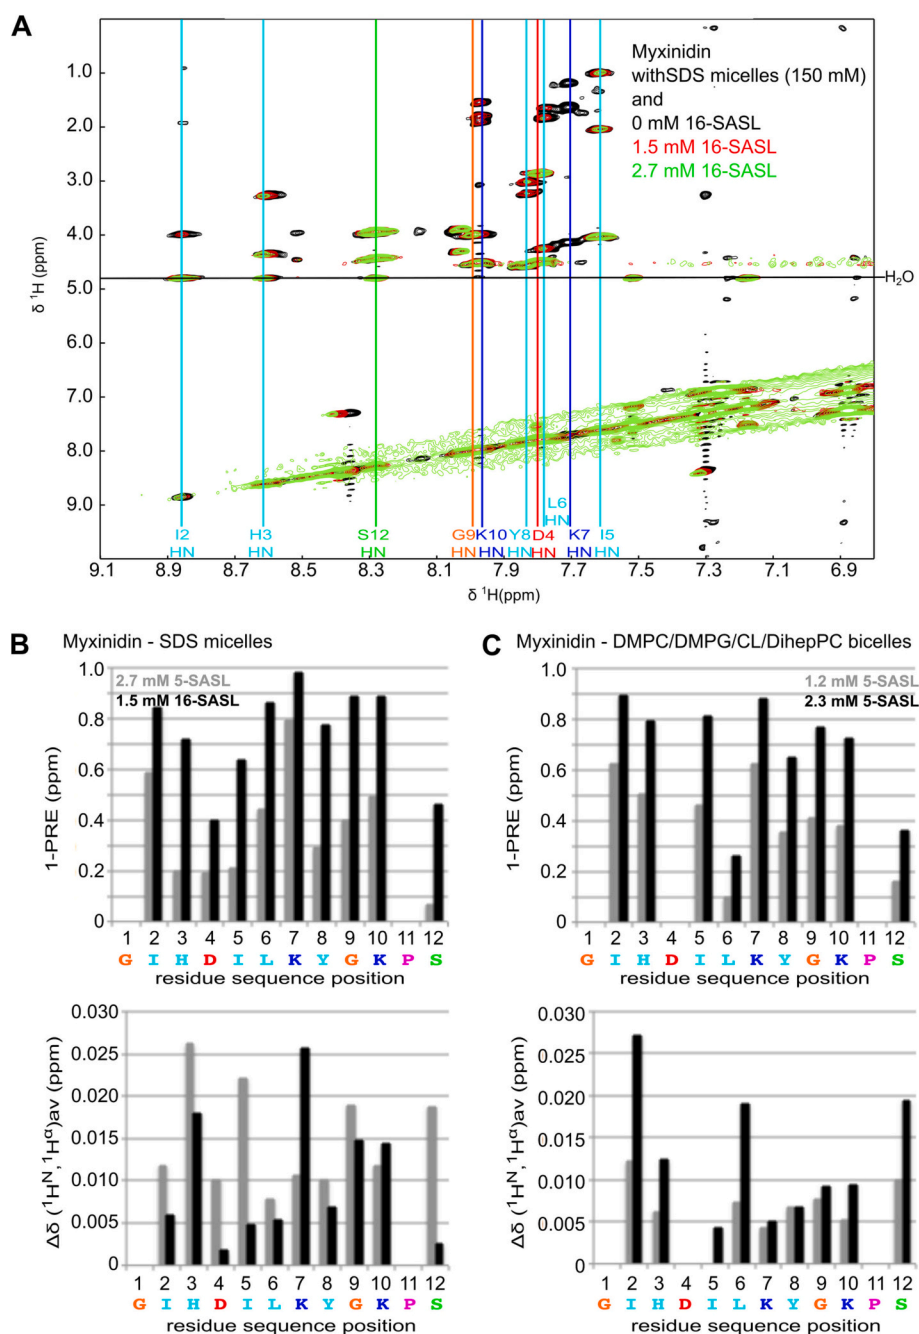 A
Myxinidin
withSDS micelles (150 mM)
and
0 mM 16-SASL
1.5 mM 16-SASL
2.7 mM 16-SASL
1.0
2.0
3.0
4.0
5.0
6.0
7.0
8.0
9.0
δ ¹H (ppm)
H₂O
I2 HN
H3 HN
S12 HN
G9 HN
K10 HN
Y8 HN
D4 HN
L6 HN
K7 HN
I5 HN
9.1 8.9 8.7 8.5 8.3 8.1 7.9 7.7 7.5 7.3 7.1 6.9
δ ¹H(ppm)
B Myxinidin - SDS micelles
2.7 mM 5-SASL
1.5 mM 16-SASL
1-PRE (ppm)
1.0
0.8
0.6
0.4
0.2
0
1 2 3 4 5 6 7 8 9 10 11 12
G I H D I L K Y G K P S
residue sequence position
Δδ (¹Hᴺ,¹Hᵅ)av (ppm)
0.030
0.025
0.020
0.015
0.010
0.005
0
1 2 3 4 5 6 7 8 9 10 11 12
G I H D I L K Y G K P S
residue sequence position
C Myxinidin - DMPC/DMPG/CL/DihepPC bicelles
1.2 mM 5-SASL
2.3 mM 5-SASL
1-PRE (ppm)
1.0
0.8
0.6
0.4
0.2
0
1 2 3 4 5 6 7 8 9 10 11 12
G I H D I L K Y G K P S
residue sequence position
Δδ (¹Hᴺ,¹Hᵅ)av (ppm)
0.030
0.025
0.020
0.015
0.010
0.005
0
1 2 3 4 5 6 7 8 9 10 11 12
G I H D I L K Y G K P S
residue sequence position